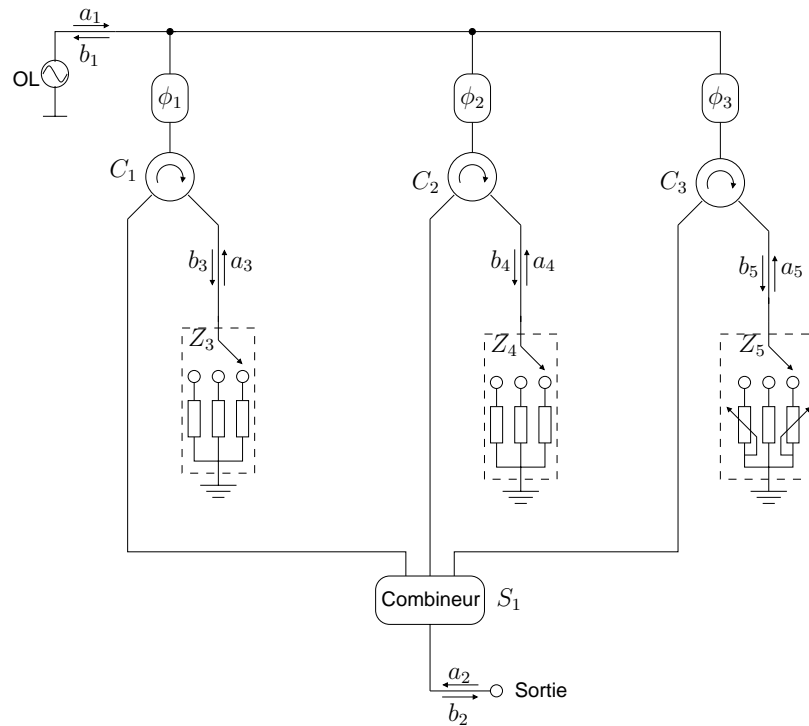 a₁
b₁
OL
ϕ₁
ϕ₂
ϕ₃
C₁
C₂
C₃
b₃ a₃
b₄ a₄
b₅ a₅
Z₃
Z₄
Z₅
Combineur S₁
a₂
b₂
Sortie